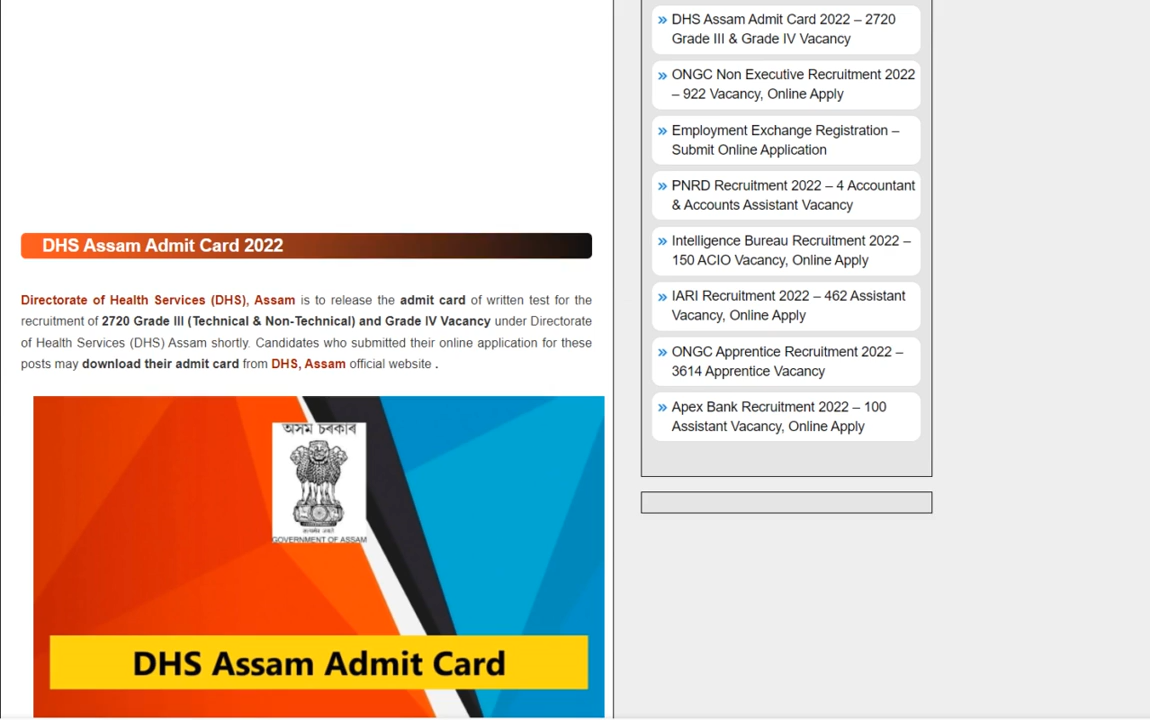 DHS Assam Admit Card 2022
Directorate of Health Services (DHS), Assam is to release the admit card of written test for the
recruitment of 2720 Grade III (Technical & Non-Technical) and Grade IV Vacancy under Directorate
of Health Services (DHS) Assam shortly. Candidates who submitted their online application for these
posts may download their admit card from DHS, Assam official website .
অসম চৰকাৰ
GOVERNMENT OF ASSAM
DHS Assam Admit Card
» DHS Assam Admit Card 2022 – 2720
Grade III & Grade IV Vacancy
» ONGC Non Executive Recruitment 2022
– 922 Vacancy, Online Apply
» Employment Exchange Registration –
Submit Online Application
» PNRD Recruitment 2022 – 4 Accountant
& Accounts Assistant Vacancy
» Intelligence Bureau Recruitment 2022 –
150 ACIO Vacancy, Online Apply
» IARI Recruitment 2022 – 462 Assistant
Vacancy, Online Apply
» ONGC Apprentice Recruitment 2022 –
3614 Apprentice Vacancy
» Apex Bank Recruitment 2022 – 100
Assistant Vacancy, Online Apply